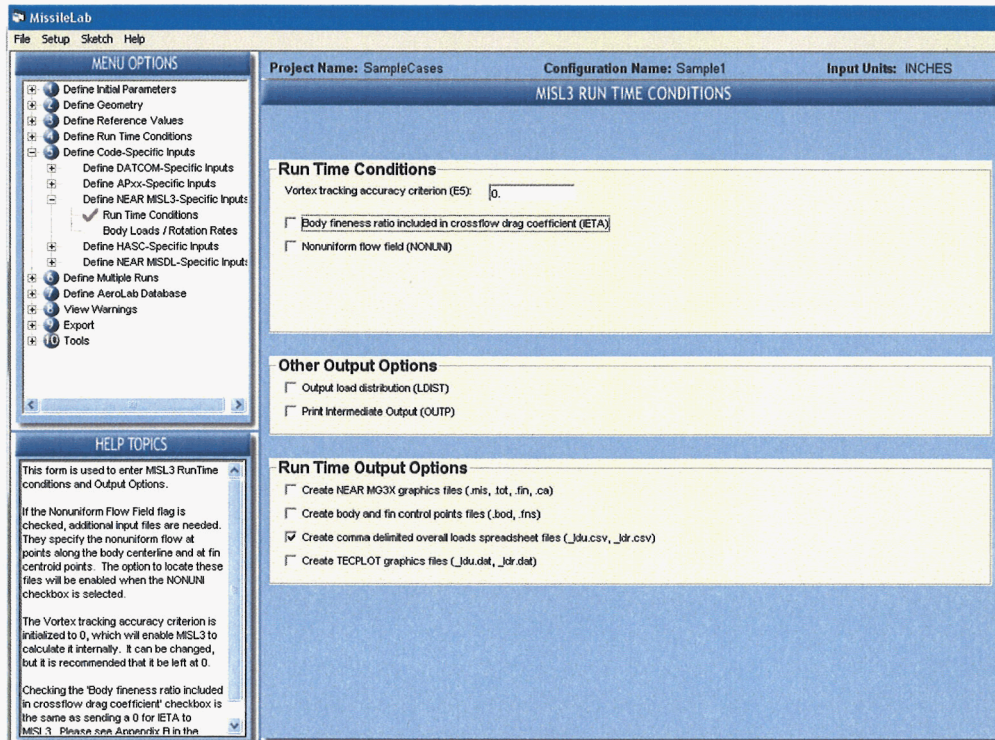 MissileLab
File Setup Sketch Help
MENU OPTIONS
1 Define Initial Parameters
2 Define Geometry
3 Define Reference Values
4 Define Run Time Conditions
5 Define Code-Specific Inputs
Define DATCOM-Specific Inputs
Define APxx-Specific Inputs
Define NEAR MISL3-Specific Inputs
Run Time Conditions
Body Loads / Rotation Rates
Define HASC-Specific Inputs
Define NEAR MISDL-Specific Inputs
6 Define Multiple Runs
7 Define AeroLab Database
8 View Warnings
9 Export
10 Tools
HELP TOPICS
This form is used to enter MISL3 RunTime
conditions and Output Options.
If the Nonuniform Flow Field flag is
checked, additional input files are needed.
They specify the nonuniform flow at
points along the body centerline and at fin
centroid points. The option to locate these
files will be enabled when the NONUNI
checkbox is selected.
The Vortex tracking accuracy criterion is
initialized to 0, which will enable MISL3 to
calculate it internally. It can be changed,
but it is recommended that it be left at 0.
Checking the 'Body fineness ratio included
in crossflow drag coefficient' checkbox is
the same as sending a 0 for IETA to
MISL3. Please see Appendix B in the
Project Name: SampleCases Configuration Name: Sample1 Input Units: INCHES
MISL3 RUN TIME CONDITIONS
Run Time Conditions
Vortex tracking accuracy criterion (E5): 0.
Body fineness ratio included in crossflow drag coefficient (IETA)
Nonuniform flow field (NONUNI)
Other Output Options
Output load distribution (LDIST)
Print Intermediate Output (OUTP)
Run Time Output Options
Create NEAR MG3X graphics files (.mis, .tot, .fin, .ca)
Create body and fin control points files (.bod, .fns)
Create comma delimited overall loads spreadsheet files (_ldu.csv, _ldr.csv)
Create TECPLOT graphics files (_ldu.dat, _ldr.dat)